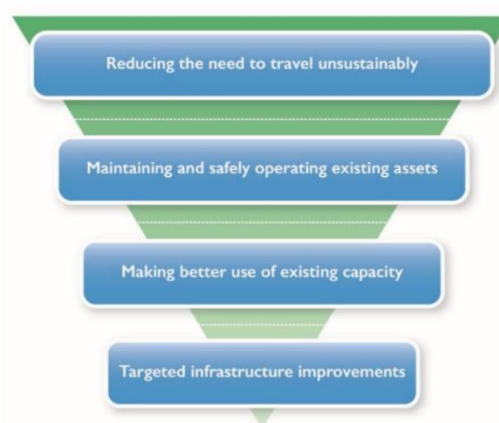 Reducing the need to travel unsustainably
Maintaining and safely operating existing assets
Making better use of existing capacity
Targeted infrastructure improvements